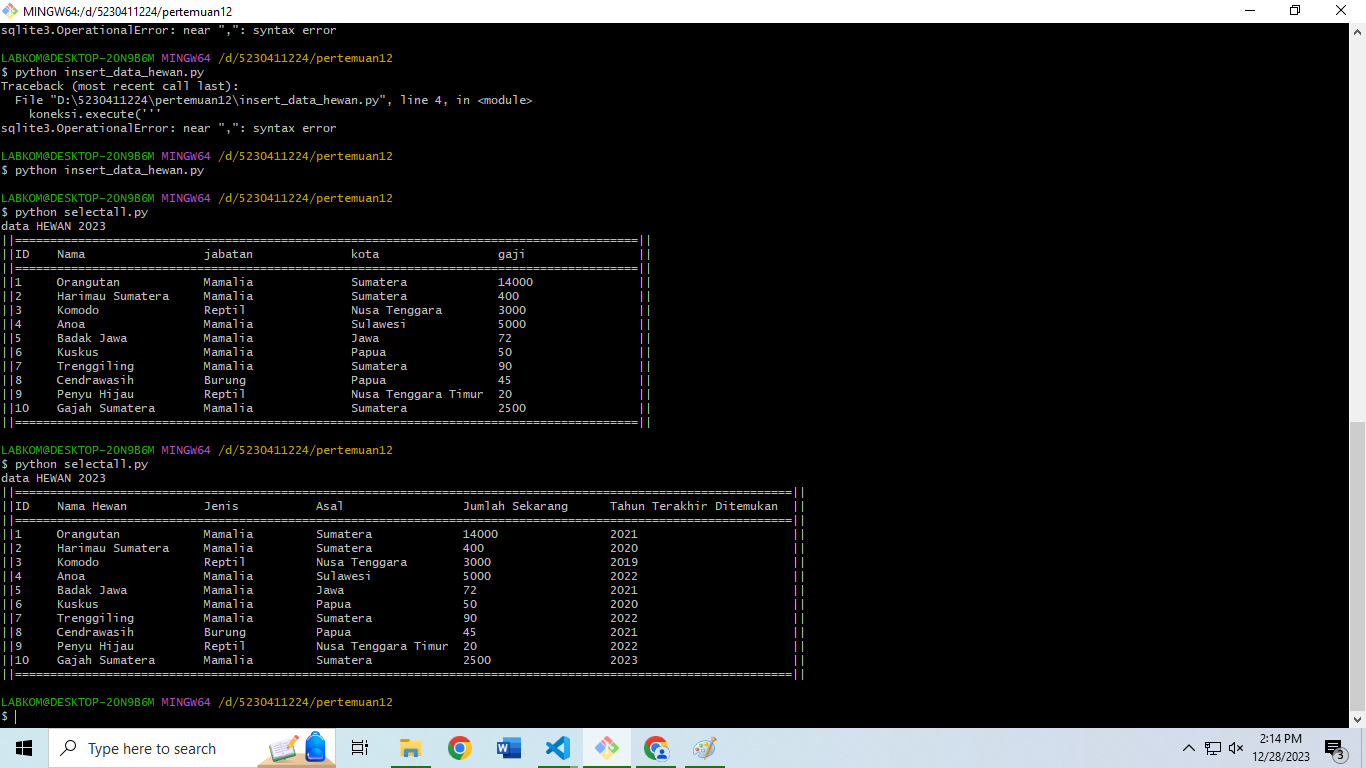 MINGW64:/d/5230411224/pertemuan12
sqlite3.OperationalError: near ",": syntax error
LABKOM@DESKTOP-2ON9B6M MINGW64 /d/5230411224/pertemuan12
$ python insert_data_hewan.py
Traceback (most recent call last):
  File "D:\5230411224\pertemuan12\insert_data_hewan.py", line 4, in <module>
    koneksi.execute('''
sqlite3.OperationalError: near ",": syntax error
LABKOM@DESKTOP-2ON9B6M MINGW64 /d/5230411224/pertemuan12
$ python insert_data_hewan.py
LABKOM@DESKTOP-2ON9B6M MINGW64 /d/5230411224/pertemuan12
$ python selectall.py
data HEWAN 2023
||=========================================================================================||
||ID    Nama                 jabatan              kota                 gaji                ||
||=========================================================================================||
||1     Orangutan            Mamalia              Sumatera             14000               ||
||2     Harimau Sumatera     Mamalia              Sumatera             400                 ||
||3     Komodo               Reptil               Nusa Tenggara        3000                ||
||4     Anoa                 Mamalia              Sulawesi             5000                ||
||5     Badak Jawa           Mamalia              Jawa                 72                  ||
||6     Kuskus               Mamalia              Papua                50                  ||
||7     Trenggiling          Mamalia              Sumatera             90                  ||
||8     Cendrawasih          Burung               Papua                45                  ||
||9     Penyu Hijau          Reptil               Nusa Tenggara Timur  20                  ||
||10    Gajah Sumatera       Mamalia              Sumatera             2500                ||
||=========================================================================================||
LABKOM@DESKTOP-2ON9B6M MINGW64 /d/5230411224/pertemuan12
$ python selectall.py
data HEWAN 2023
||===============================================================================================================||
||ID    Nama Hewan           Jenis           Asal                 Jumlah Sekarang      Tahun Terakhir Ditemukan  ||
||===============================================================================================================||
||1     Orangutan            Mamalia         Sumatera             14000                2021                      ||
||2     Harimau Sumatera     Mamalia         Sumatera             400                  2020                      ||
||3     Komodo               Reptil          Nusa Tenggara        3000                 2019                      ||
||4     Anoa                 Mamalia         Sulawesi             5000                 2022                      ||
||5     Badak Jawa           Mamalia         Jawa                 72                   2021                      ||
||6     Kuskus               Mamalia         Papua                50                   2020                      ||
||7     Trenggiling          Mamalia         Sumatera             90                   2022                      ||
||8     Cendrawasih          Burung          Papua                45                   2021                      ||
||9     Penyu Hijau          Reptil          Nusa Tenggara Timur  20                   2022                      ||
||10    Gajah Sumatera       Mamalia         Sumatera             2500                 2023                      ||
||===============================================================================================================||
LABKOM@DESKTOP-2ON9B6M MINGW64 /d/5230411224/pertemuan12
$
Type here to search
2:14 PM
12/28/2023
3